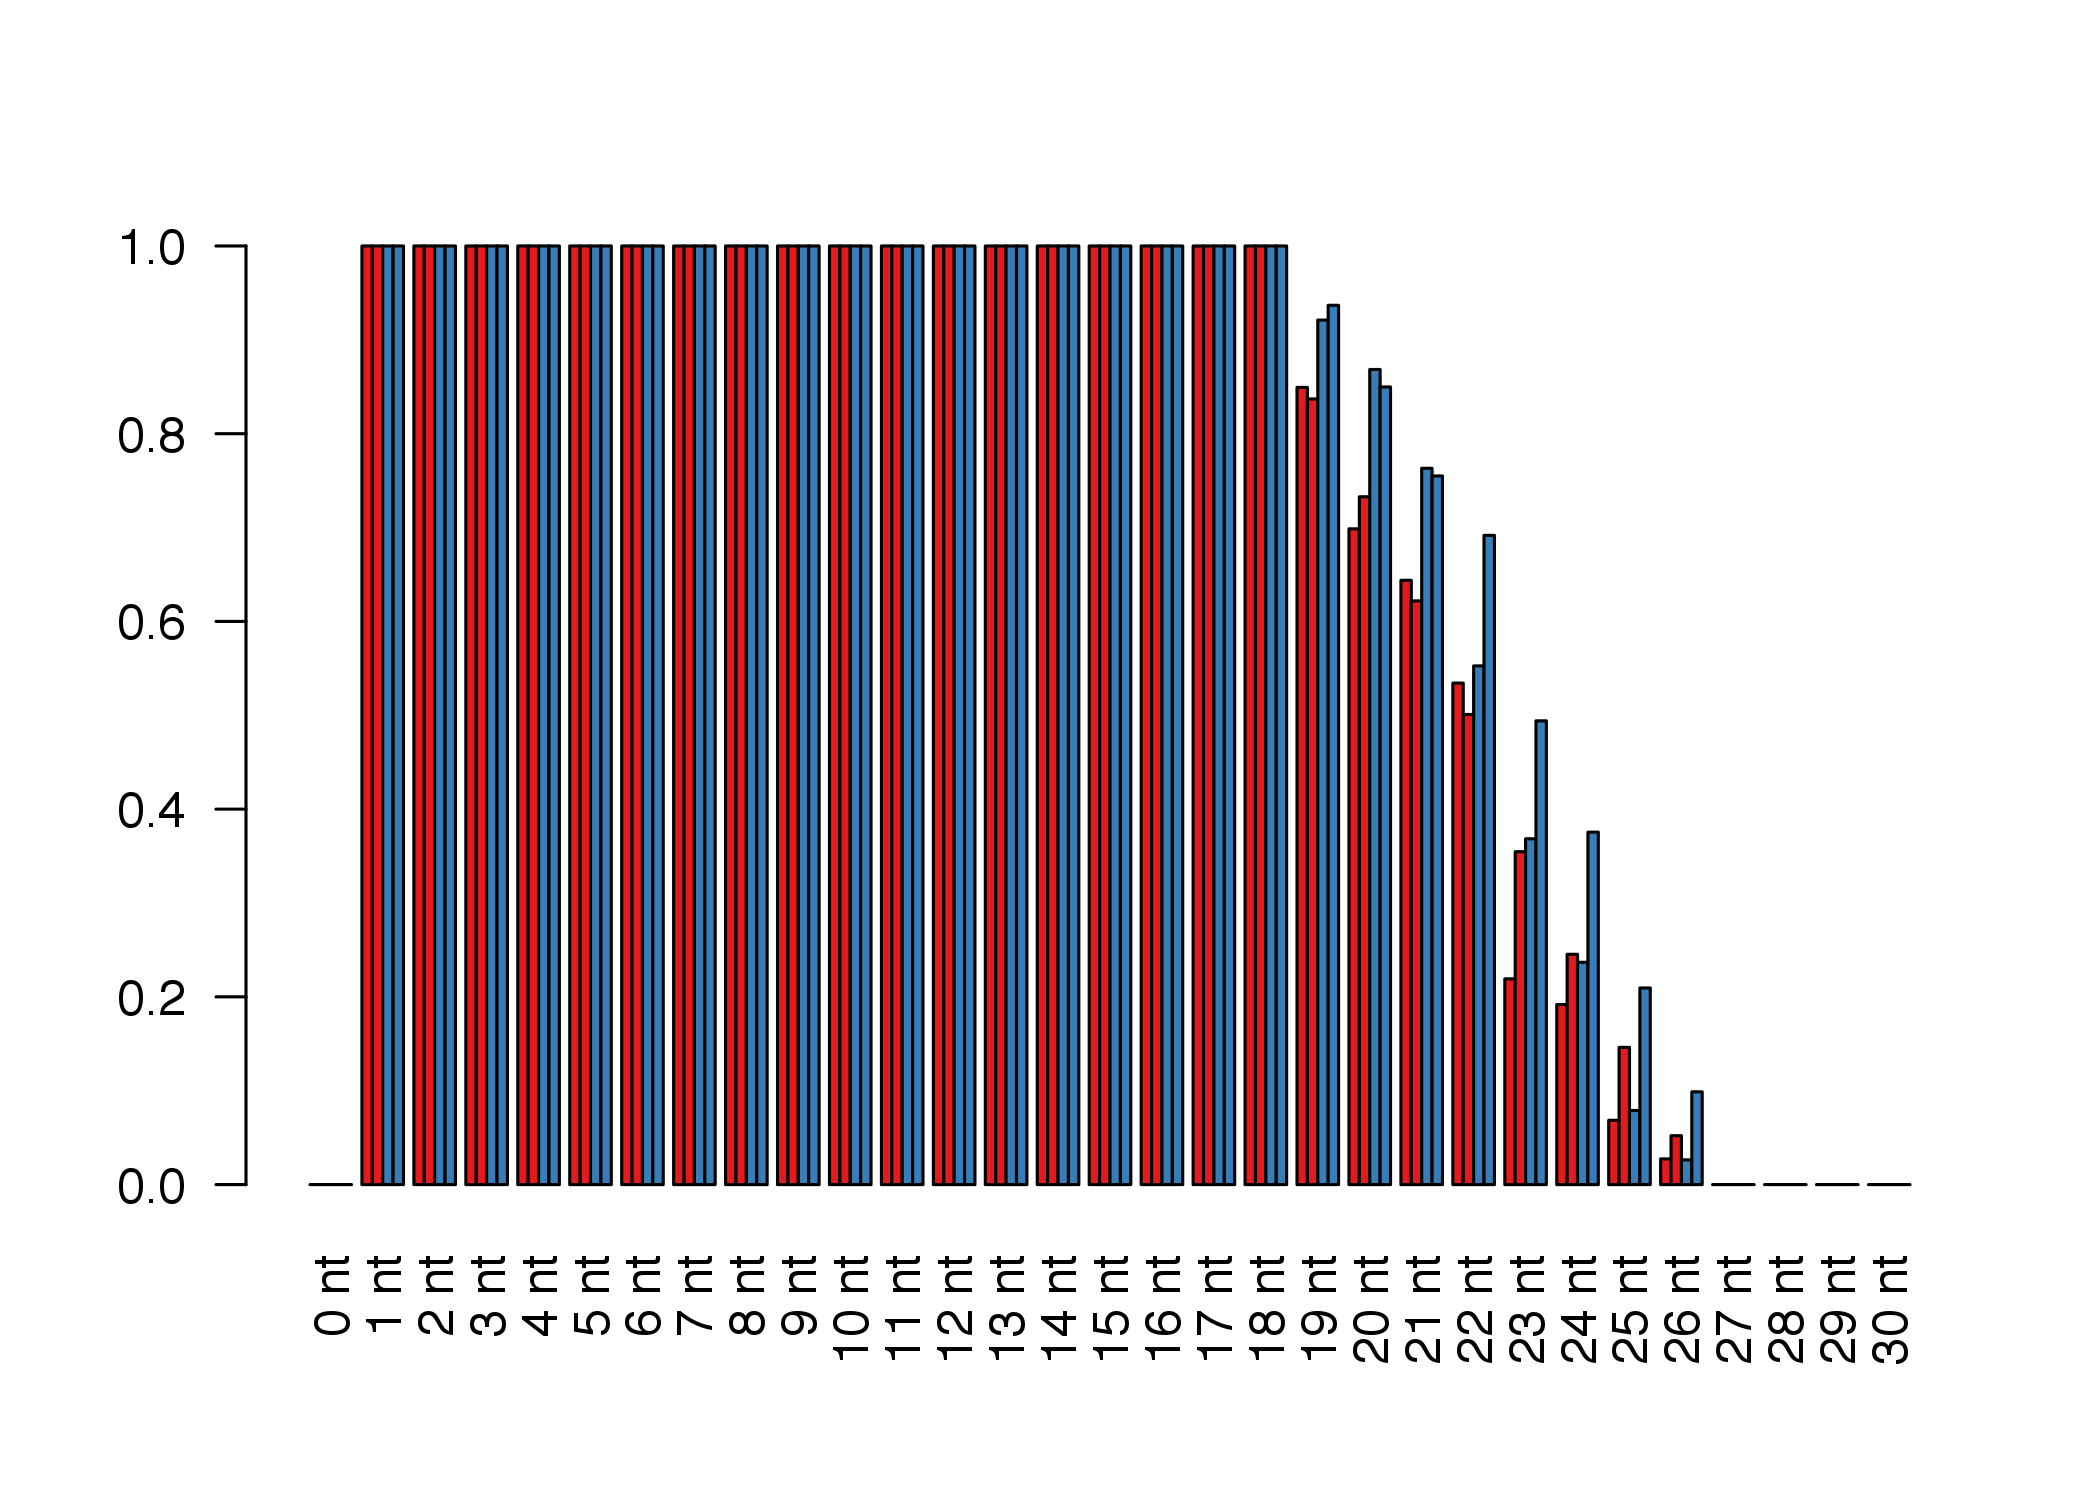 1.0
0.8
0.6
0.4
0.2
0.0
0 nt
1 nt
2 nt
3 nt
4 nt
5 nt
6 nt
7 nt
8 nt
9 nt
10 nt
11 nt
12 nt
13 nt
14 nt
15 nt
16 nt
17 nt
18 nt
19 nt
20 nt
21 nt
22 nt
23 nt
24 nt
25 nt
26 nt
27 nt
28 nt
29 nt
30 nt